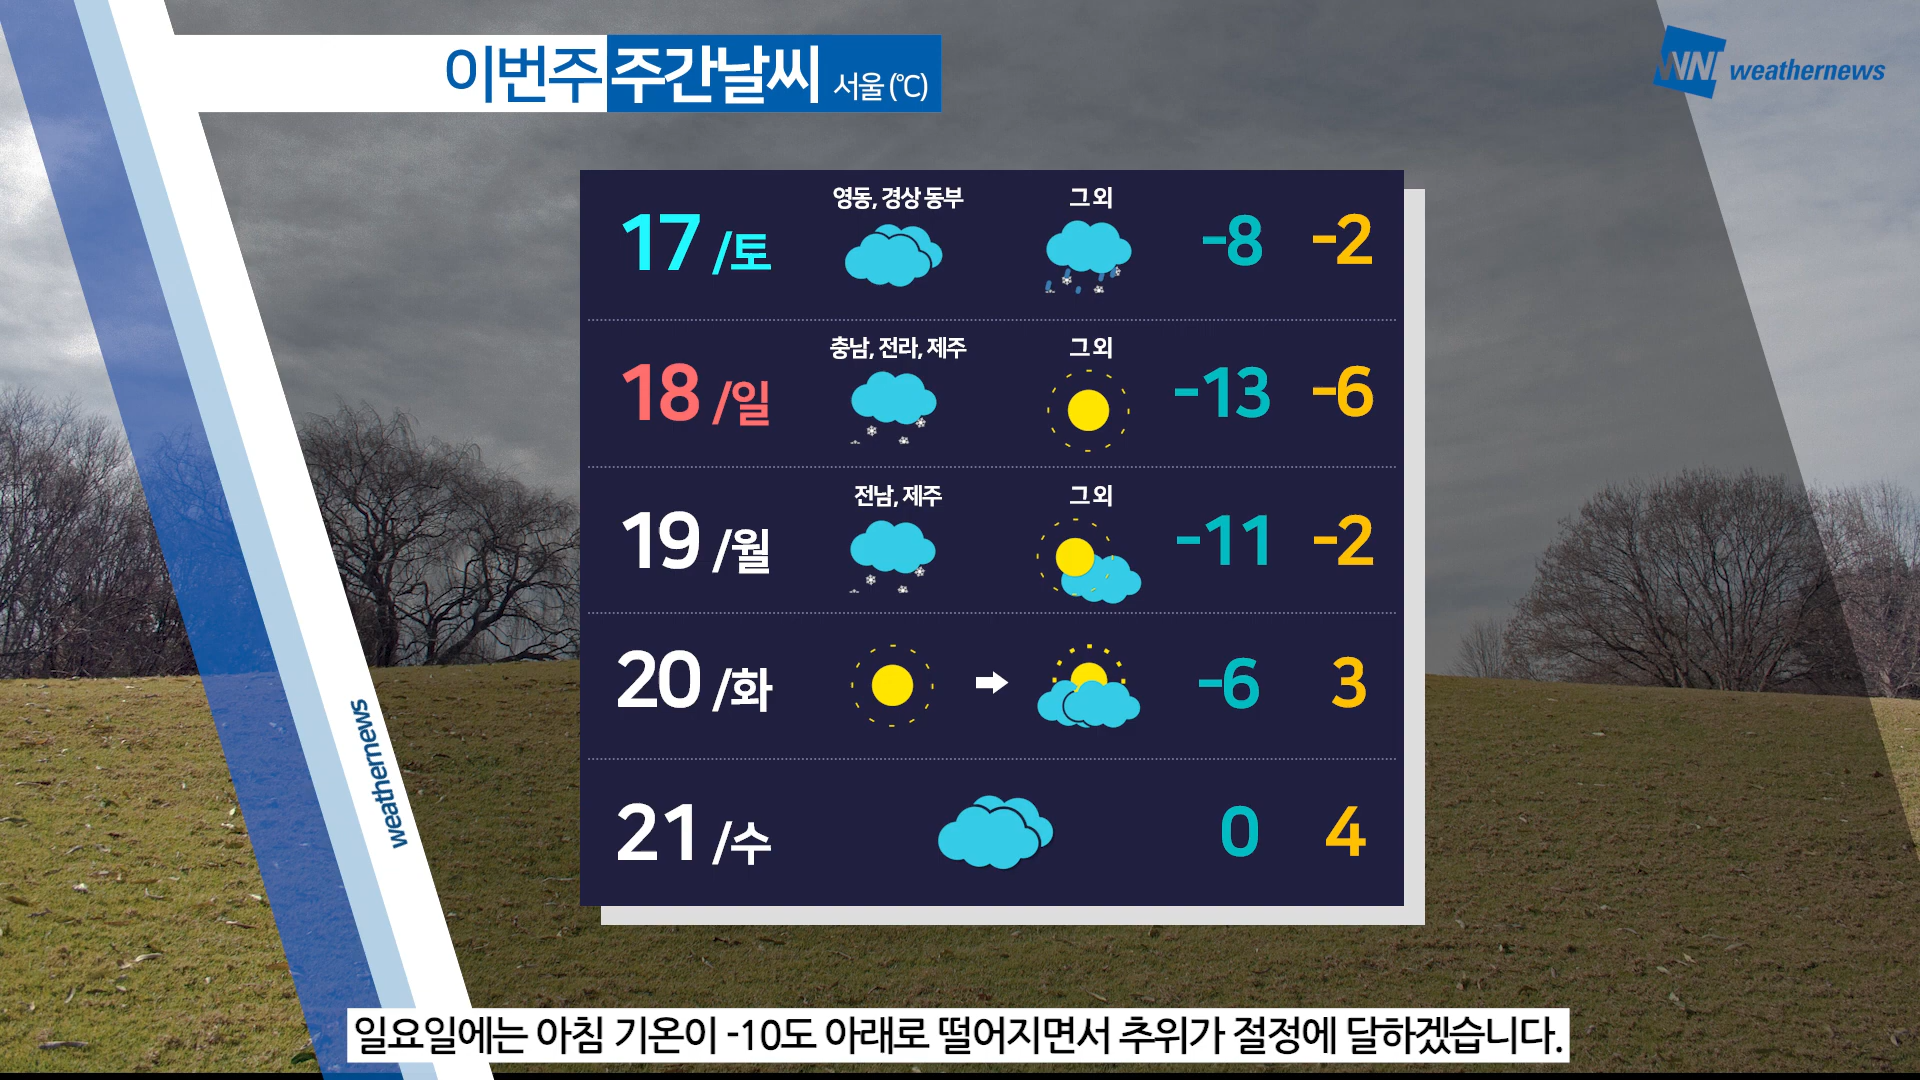 이번주 주간날씨 서울 (℃)
WNI weathernews
영동, 경상 동부 그 외
17 /토 -8 -2
충남, 전라, 제주 그 외
18 /일 -13 -6
전남, 제주 그 외
19 /월 -11 -2
20 /화 -6 3
21 /수 0 4
weathernews
일요일에는 아침 기온이 -10도 아래로 떨어지면서 추위가 절정에 달하겠습니다.